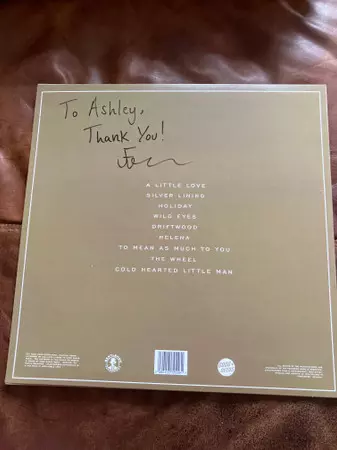 To Ashley,
Thank You!
A LITTLE LOVE
SILVER LINING
HOLIDAY
WILD EYES
DRIFTWOOD
HELENA
TO MEAN AS MUCH TO YOU
THE WHEEL
COLD HEARTED LITTLE MAN